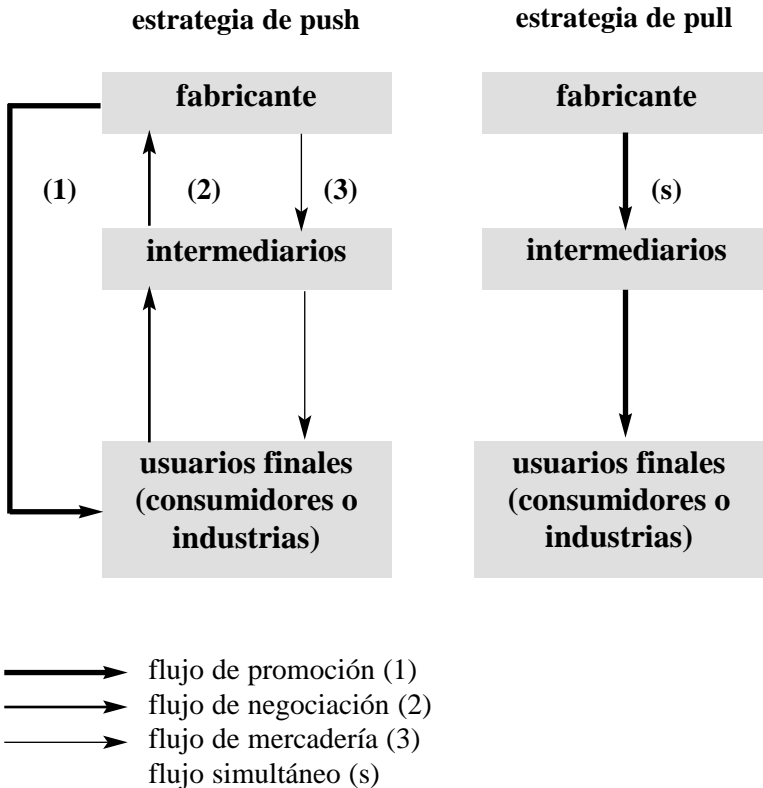 estrategia de push
fabricante
(1)
(2)
(3)
intermediarios
usuarios finales
(consumidores o
industrias)
estrategia de pull
fabricante
(s)
intermediarios
usuarios finales
(consumidores o
industrias)
flujo de promoción (1)
flujo de negociación (2)
flujo de mercadería (3)
flujo simultáneo (s)